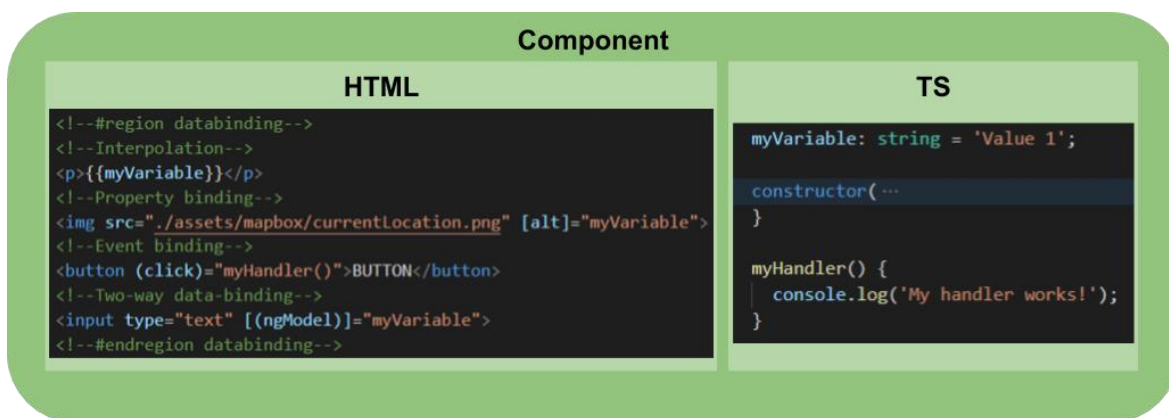 Component
HTML
<!--#region databinding-->
<!--Interpolation-->
<p>{{myVariable}}</p>
<!--Property binding-->
<img src="./assets/mapbox/currentLocation.png" [alt]="myVariable">
<!--Event binding-->
<button (click)="myHandler()">BUTTON</button>
<!--Two-way data-binding-->
<input type="text" [(ngModel)]="myVariable">
<!--#endregion databinding-->
TS
myVariable: string = 'Value 1';
constructor( ···
}
myHandler() {
console.log('My handler works!');
}